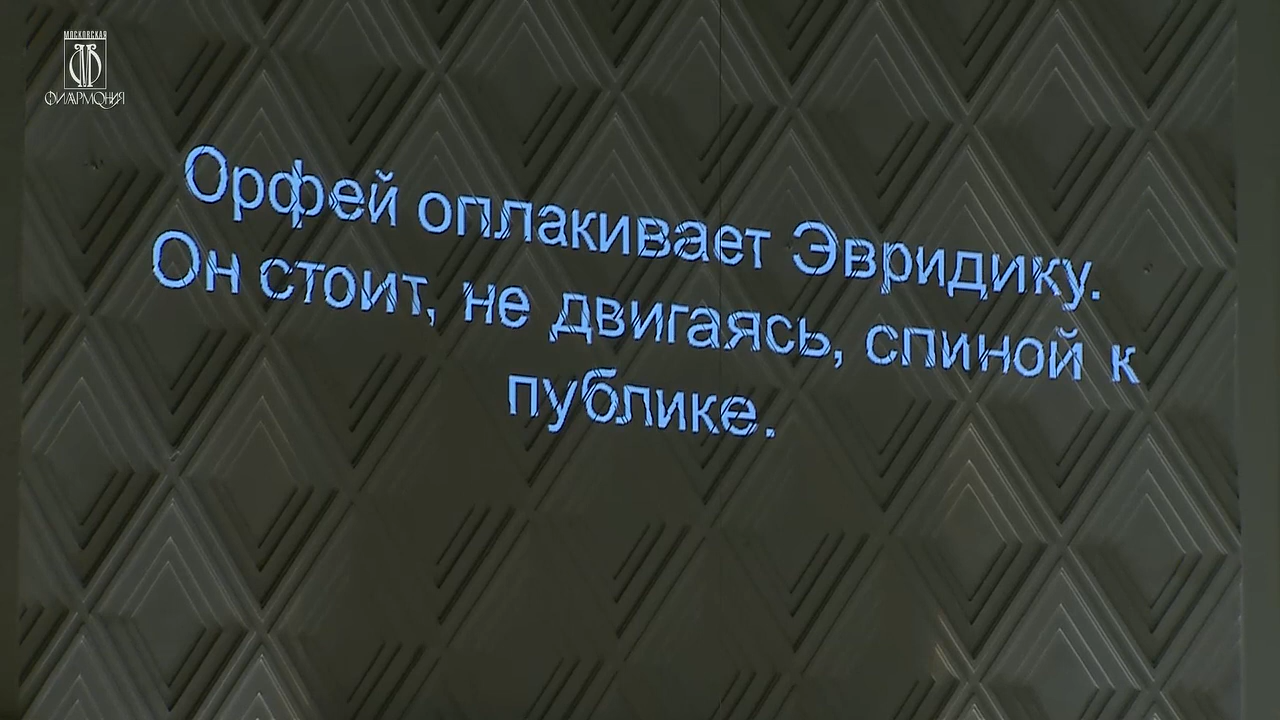 МОСКОВСКАЯ
ФИЛАРМОНИЯ
Орфей оплакивает Эвридику.
Он стоит, не двигаясь, спиной к
публике.